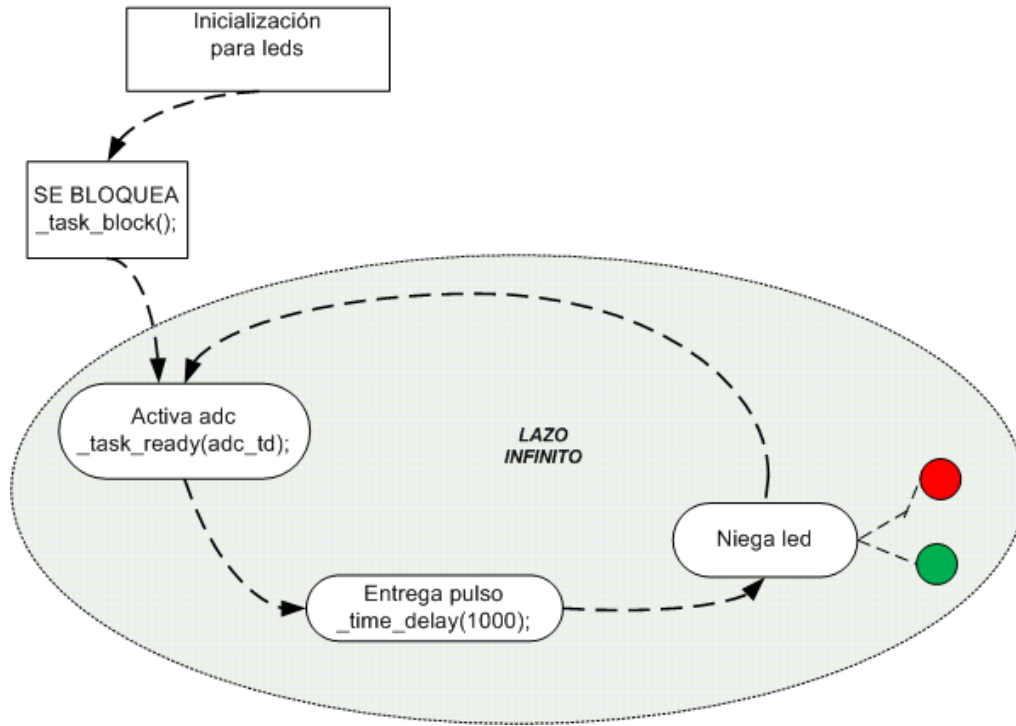 Inicialización
para leds
SE BLOQUEA
_task_block();
Activa adc
_task_ready(adc_td);
LAZO
INFINITO
Niega led
Entrega pulso
_time_delay(1000);